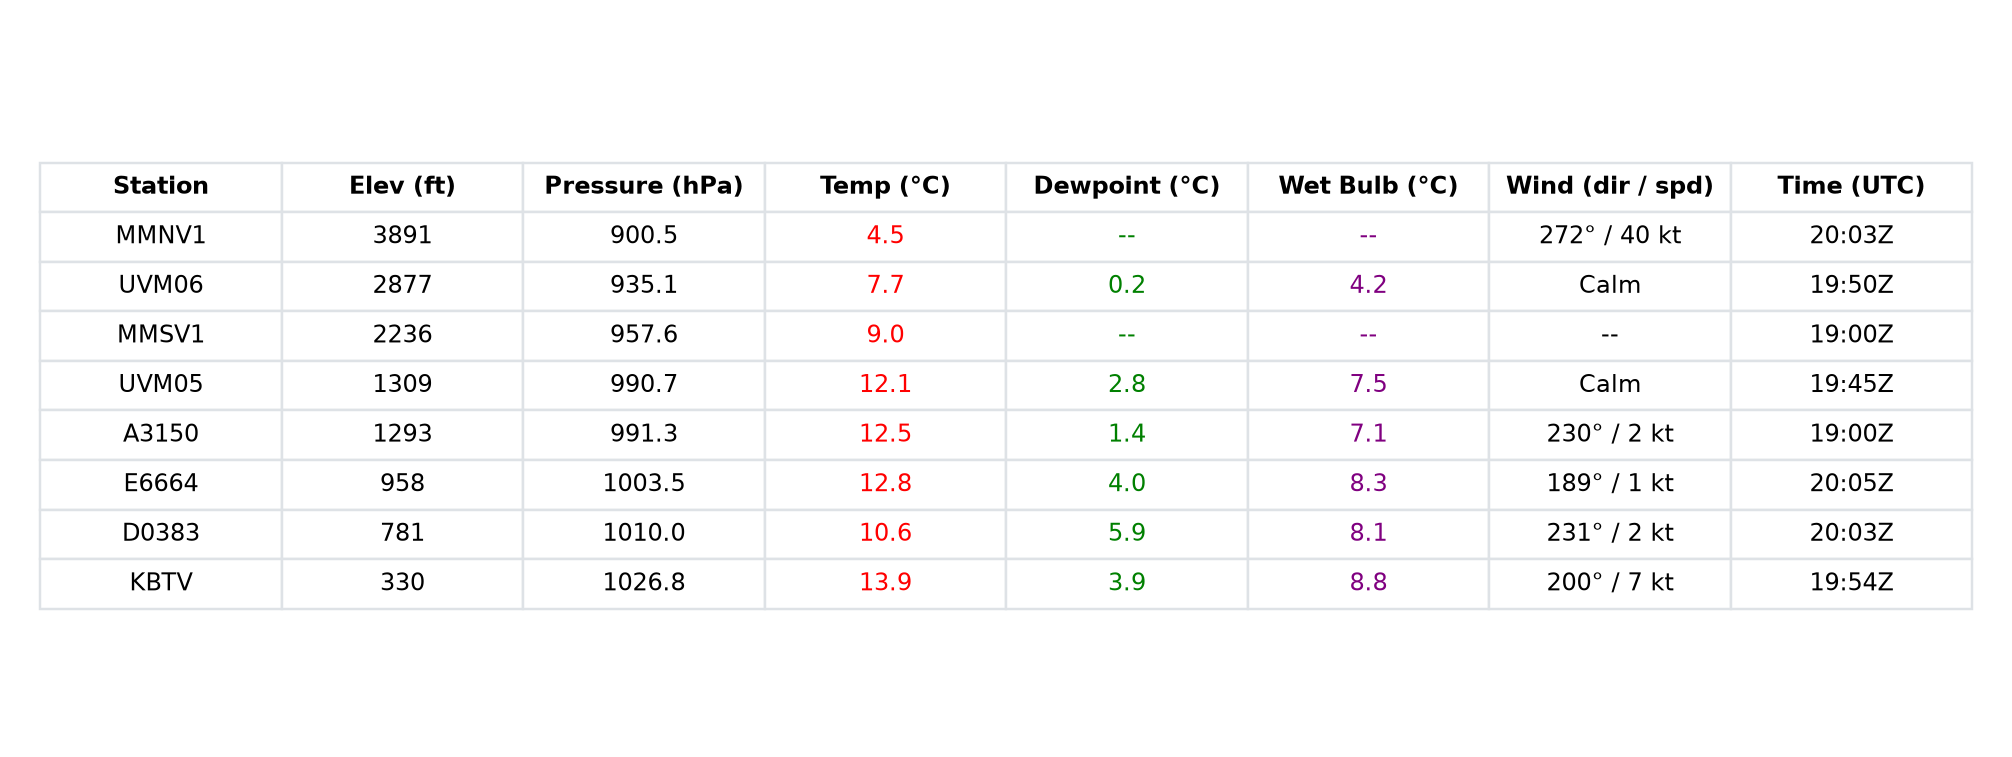 Station Elev (ft) Pressure (hPa) Temp (°C) Dewpoint (°C) Wet Bulb (°C) Wind (dir / spd) Time (UTC)
MMNV1 3891 900.5 4.5 -- -- 272° / 40 kt 20:03Z
UVM06 2877 935.1 7.7 0.2 4.2 Calm 19:50Z
MMSV1 2236 957.6 9.0 -- -- -- 19:00Z
UVM05 1309 990.7 12.1 2.8 7.5 Calm 19:45Z
A3150 1293 991.3 12.5 1.4 7.1 230° / 2 kt 19:00Z
E6664 958 1003.5 12.8 4.0 8.3 189° / 1 kt 20:05Z
D0383 781 1010.0 10.6 5.9 8.1 231° / 2 kt 20:03Z
KBTV 330 1026.8 13.9 3.9 8.8 200° / 7 kt 19:54Z